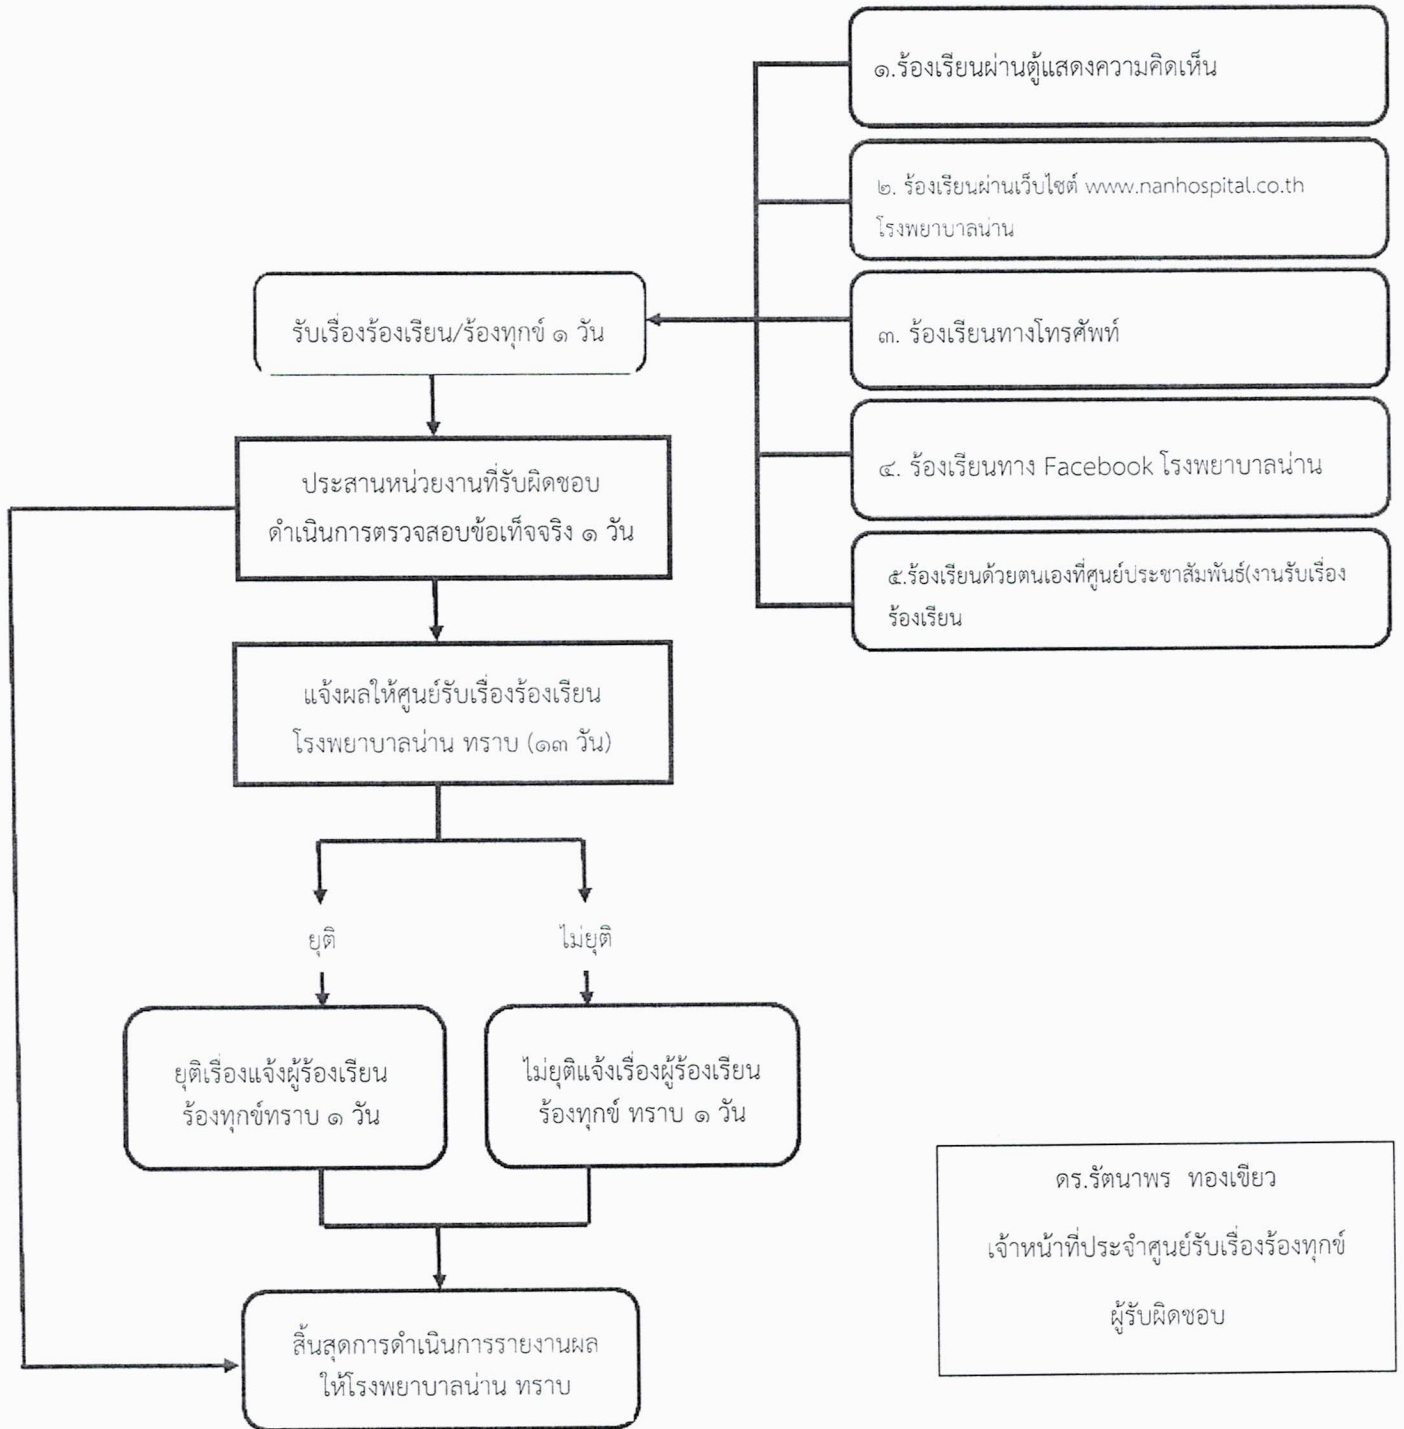 ๑.ร้องเรียนผ่านตู้แสดงความคิดเห็น
๒. ร้องเรียนผ่านเว็บไซต์ www.nanhospital.co.th
โรงพยาบาลน่าน
๓. ร้องเรียนทางโทรศัพท์
๔. ร้องเรียนทาง Facebook โรงพยาบาลน่าน
๕.ร้องเรียนด้วยตนเองที่ศูนย์ประชาสัมพันธ์(งานรับเรื่อง
ร้องเรียน
รับเรื่องร้องเรียน/ร้องทุกข์ ๑ วัน
ประสานหน่วยงานที่รับผิดชอบ
ดำเนินการตรวจสอบข้อเท็จจริง ๑ วัน
แจ้งผลให้ศูนย์รับเรื่องร้องเรียน
โรงพยาบาลน่าน ทราบ (๑๓ วัน)
ยุติ
ไม่ยุติ
ยุติเรื่องแจ้งผู้ร้องเรียน
ร้องทุกข์ทราบ ๑ วัน
ไม่ยุติแจ้งเรื่องผู้ร้องเรียน
ร้องทุกข์ ทราบ ๑ วัน
สิ้นสุดการดำเนินการรายงานผล
ให้โรงพยาบาลน่าน ทราบ
ดร.รัตนาพร ทองเขียว
เจ้าหน้าที่ประจำศูนย์รับเรื่องร้องทุกข์
ผู้รับผิดชอบ